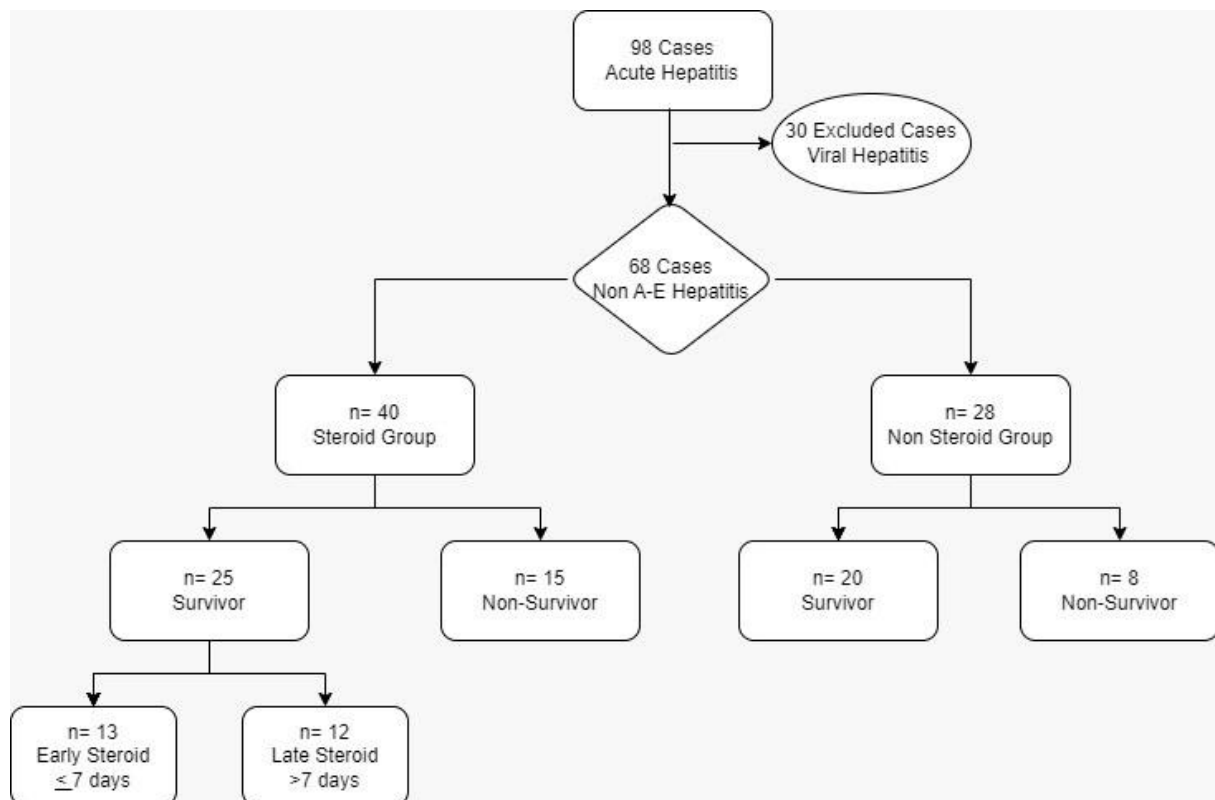 98 Cases
Acute Hepatitis
30 Excluded Cases
Viral Hepatitis
68 Cases
Non A-E Hepatitis
n= 40
Steroid Group
n= 28
Non Steroid Group
n= 25
Survivor
n= 15
Non-Survivor
n= 20
Survivor
n= 8
Non-Survivor
n= 13
Early Steroid
< 7 days
n= 12
Late Steroid
>7 days